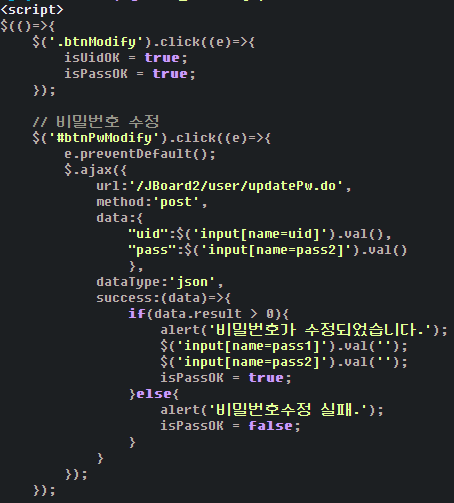 <script>
$(()=>{
    $('.btnModify').click((e)=>{
        isUidOK = true;
        isPassOK = true;
    });

    // 비밀번호 수정
    $('#btnPwModify').click((e)=>{
        e.preventDefault();
        $.ajax({
            url:'/JBoard2/user/updatePw.do',
            method:'post',
            data:{
                "uid":$('input[name=uid]').val(),
                "pass":$('input[name=pass2]').val()
                },
            dataType:'json',
            success:(data)=>{
                if(data.result > 0){
                    alert('비밀번호가 수정되었습니다.');
                    $('input[name=pass1]').val('');
                    $('input[name=pass2]').val('');
                    isPassOK = true;
                }else{
                    alert('비밀번호수정 실패.');
                    isPassOK = false;
                }
            }
        });
    });